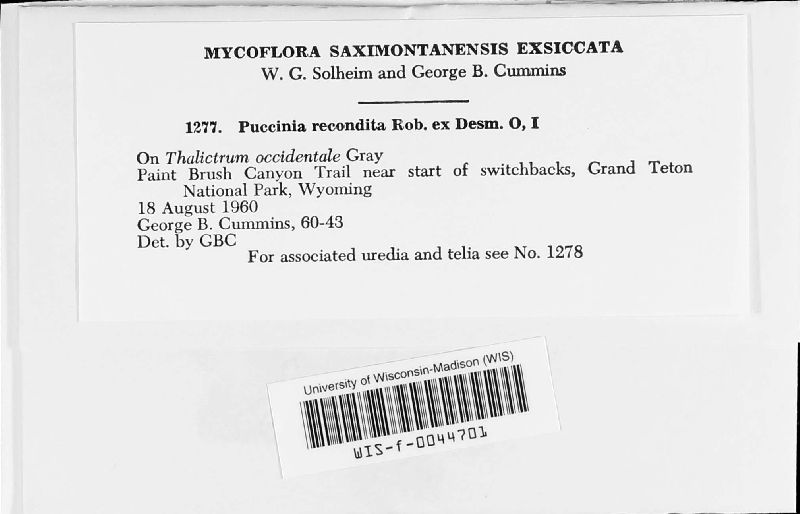 MYCOFLORA SAXIMONTANENSIS EXSICCATA
W. G. Solheim and George B. Cummins
1277. Puccinia recondita Rob. ex Desm. O, I
On Thalictrum occidentale Gray
Paint Brush Canyon Trail near start of switchbacks, Grand Teton
National Park, Wyoming
18 August 1960
George B. Cummins, 60-43
Det. by GBC
For associated uredia and telia see No. 1278
University of Wisconsin-Madison (WIS)
WIS-f-0044701